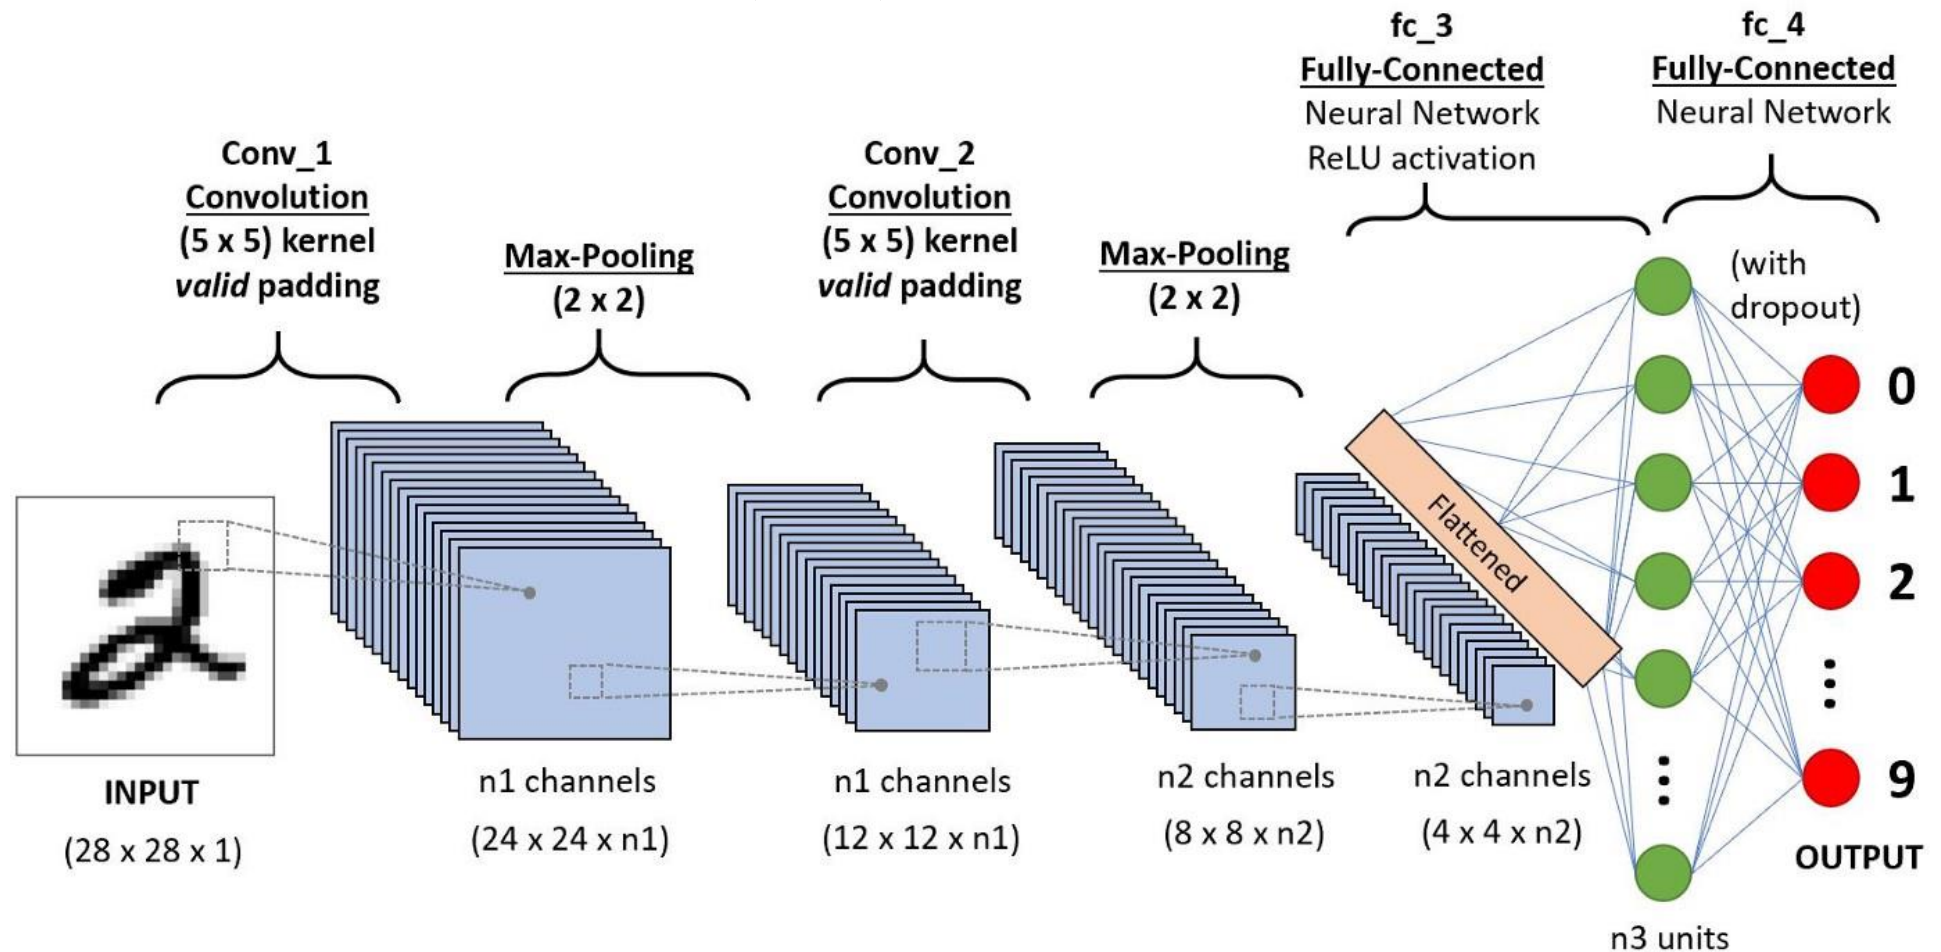 Conv_1
Convolution
(5 x 5) kernel
valid padding
Max-Pooling
(2 x 2)
Conv_2
Convolution
(5 x 5) kernel
valid padding
Max-Pooling
(2 x 2)
fc_3
Fully-Connected
Neural Network
ReLU activation
fc_4
Fully-Connected
Neural Network
(with
dropout)
Flattened
0
1
2
9
OUTPUT
INPUT
(28 x 28 x 1)
n1 channels
(24 x 24 x n1)
n1 channels
(12 x 12 x n1)
n2 channels
(8 x 8 x n2)
n2 channels
(4 x 4 x n2)
n3 units
2